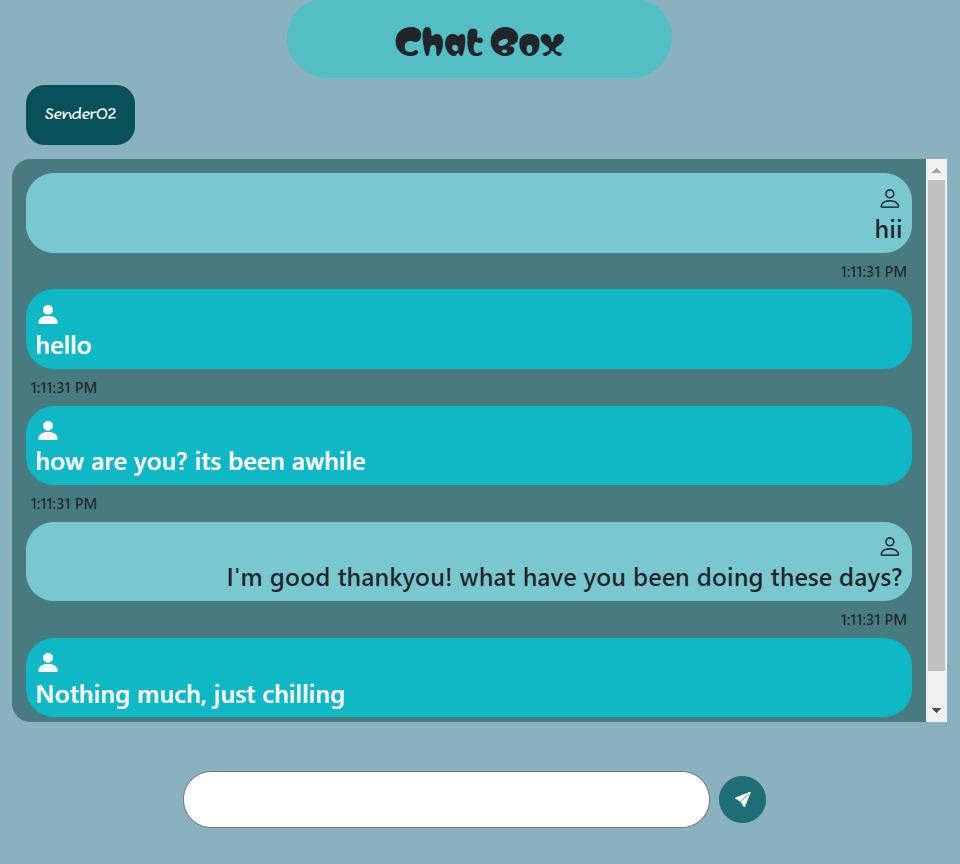 Chat Box
Sender02
hii
1:11:31 PM
hello
1:11:31 PM
how are you? its been awhile
1:11:31 PM
I'm good thankyou! what have you been doing these days?
1:11:31 PM
Nothing much, just chilling